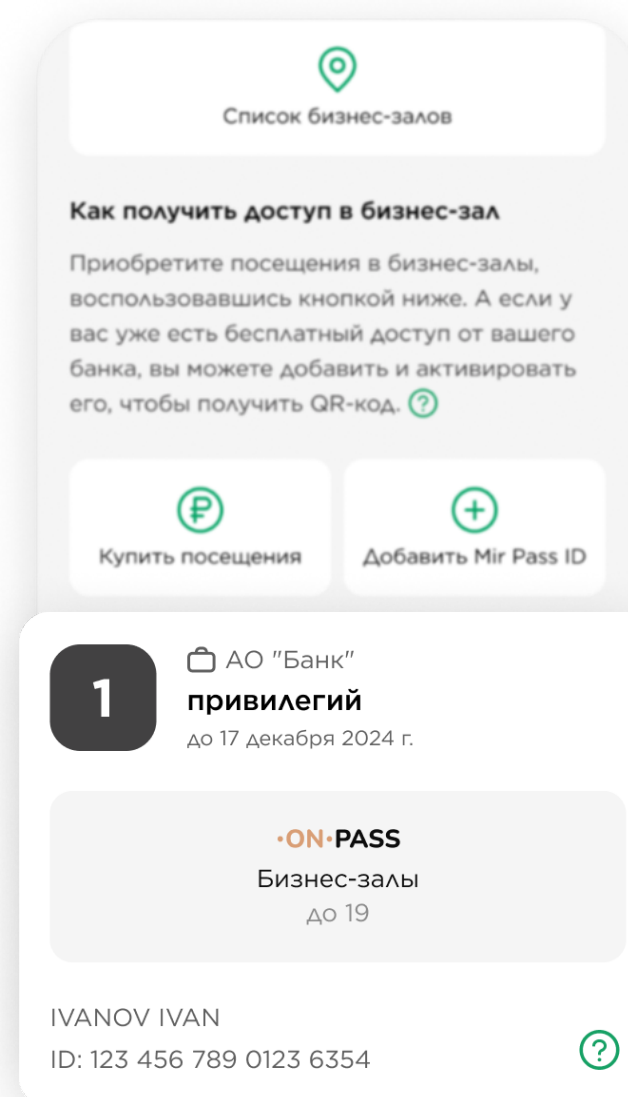 Список бизнес-залов
Как получить доступ в бизнес-зал
Приобретите посещения в бизнес-залы,
воспользовавшись кнопкой ниже. А если у
вас уже есть бесплатный доступ от вашего
банка, вы можете добавить и активировать
его, чтобы получить QR-код. ?
Купить посещения
Добавить Mir Pass ID
1
АО "Банк"
привилегий
до 17 декабря 2024 г.
·ON·PASS
Бизнес-залы
до 19
IVANOV IVAN
ID: 123 456 789 0123 6354
?